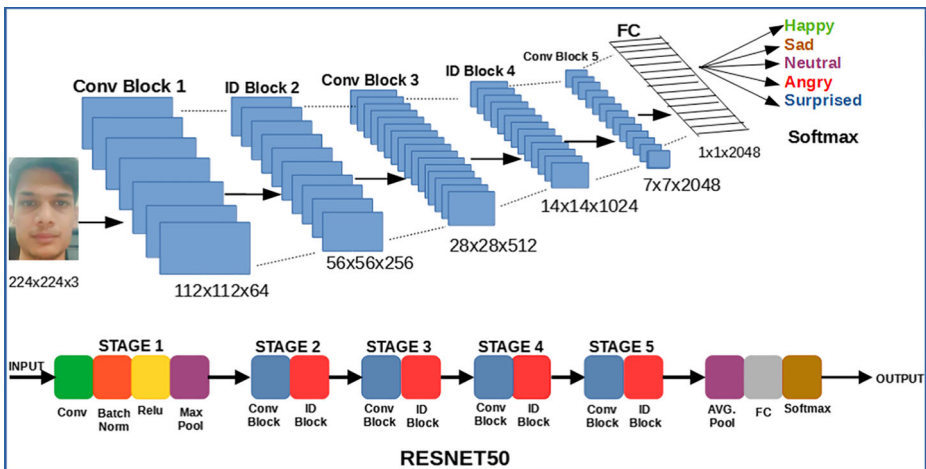 FC
Happy
Sad
Neutral
Angry
Surprised
Softmax
Conv Block 1
ID Block 2
Conv Block 3
ID Block 4
Conv Block 5
1x1x2048
7x7x2048
14x14x1024
28x28x512
56x56x256
112x112x64
224x224x3
STAGE 1
STAGE 2
STAGE 3
STAGE 4
STAGE 5
INPUT
OUTPUT
Conv
Batch
Norm
Relu
Max
Pool
Conv
Block
ID
Block
Conv
Block
ID
Block
Conv
Block
ID
Block
Conv
Block
ID
Block
AVG.
Pool
FC
Softmax
RESNET50